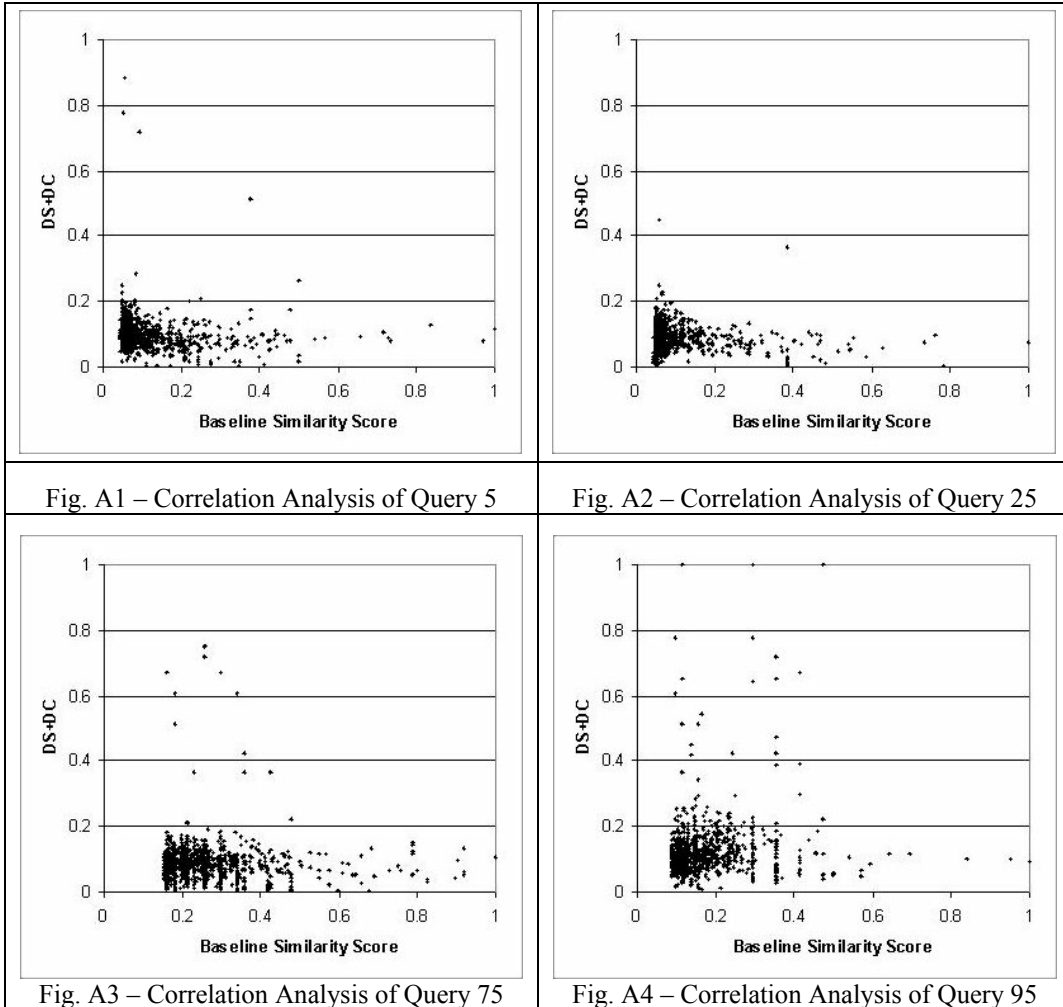 1
0.8
0.6
0.4
0.2
0
DS+DC
0 0.2 0.4 0.6 0.8 1
Baseline Similarity Score
Fig. A1 – Correlation Analysis of Query 5
1
0.8
0.6
0.4
0.2
0
DS+DC
0 0.2 0.4 0.6 0.8 1
Baseline Similarity Score
Fig. A2 – Correlation Analysis of Query 25
1
0.8
0.6
0.4
0.2
0
DS+DC
0 0.2 0.4 0.6 0.8 1
Baseline Similarity Score
Fig. A3 – Correlation Analysis of Query 75
1
0.8
0.6
0.4
0.2
0
DS+DC
0 0.2 0.4 0.6 0.8 1
Baseline Similarity Score
Fig. A4 – Correlation Analysis of Query 95